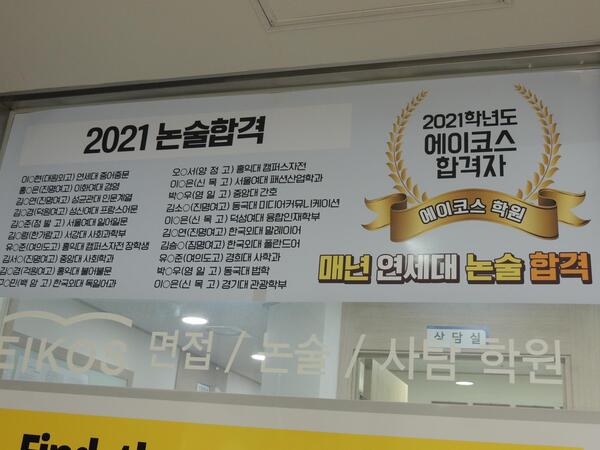 2021 논술합격
이○현(대원외고) 연세대 중어중문
홍○윤(진명여고) 이화여대 경영
김○연(진명여고) 성균관대 인문계열
김○경(덕원여고) 성신여대 프랑스어문
김○준(정 발 고) 서울여대 일어일문
김○령(한가람고) 서강대 사회과학부
유○준(여의도고) 홍익대 캠퍼스자전 장학생
김서○(진명여고) 중앙대 사회학과
김○경(덕원여고) 홍익대 불어불문
구○민(백 암 고) 한국외대 독일어과
오○서(양 정 고) 홍익대 캠퍼스자전
이○은(신 목 고) 서울여대 패션산업학과
박○우(영 일 고) 중앙대 간호
김소○(진명여고) 동국대 미디어커뮤니케이션
이○은(신 목 고) 덕성여대 융합인재학부
김○경(진명여고) 한국외대 말레이어
김승○(진명여고) 한국외대 폴란드어
유○준(여의도고) 경희대 사학과
박○우(영 일 고) 동국대 법학
이○은(신 목 고) 경기대 관광학부
2021학년도
에이코스
합격자
에이코스 학원
매년 연세대 논술 합격
상담실
EIKOS 면접 / 논술 / 사탐 학원
Find the